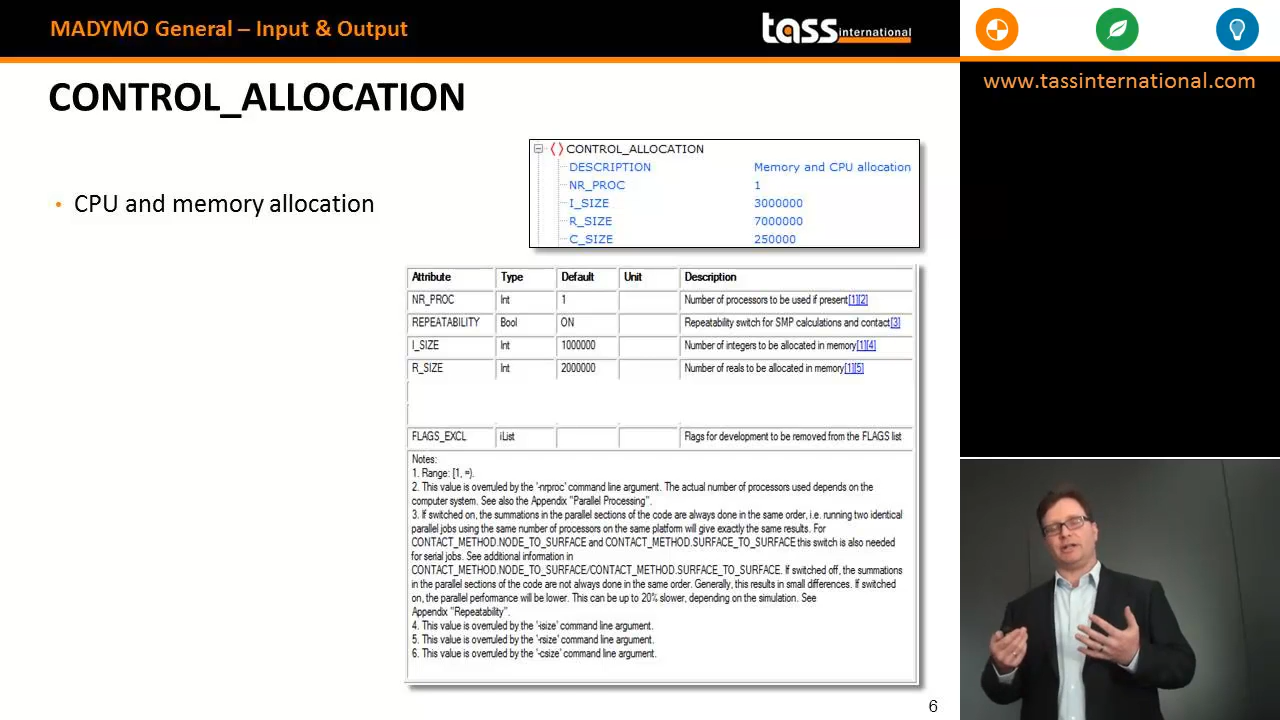 MADYMO General – Input & Output
tass international
www.tassinternational.com
CONTROL_ALLOCATION
• CPU and memory allocation
CONTROL_ALLOCATION
DESCRIPTION Memory and CPU allocation
NR_PROC 1
I_SIZE 3000000
R_SIZE 7000000
C_SIZE 250000
Attribute Type Default Unit Description
NR_PROC Int 1 Number of processors to be used if present[1][2]
REPEATABILITY Bool ON Repeatability switch for SMP calculations and contact[3]
I_SIZE Int 1000000 Number of integers to be allocated in memory[1][4]
R_SIZE Int 2000000 Number of reals to be allocated in memory[1][5]
FLAGS_EXCL iList Flags for development to be removed from the FLAGS list
Notes:
1. Range: [1, ∞).
2. This value is overruled by the '-nrproc' command line argument. The actual number of processors used depends on the
computer system. See also the Appendix "Parallel Processing".
3. If switched on, the summations in the parallel sections of the code are always done in the same order, i.e. running two identical
parallel jobs using the same number of processors on the same platform will give exactly the same results. For
CONTACT_METHOD.NODE_TO_SURFACE and CONTACT_METHOD.SURFACE_TO_SURFACE this switch is also needed
for serial jobs. See additional information in
CONTACT_METHOD.NODE_TO_SURFACE/CONTACT_METHOD.SURFACE_TO_SURFACE. If switched off, the summations
in the parallel sections of the code are not always done in the same order. Generally, this results in small differences. If switched
on, the parallel performance will be lower. This can be up to 20% slower, depending on the simulation. See
Appendix "Repeatability".
4. This value is overruled by the '-isize' command line argument.
5. This value is overruled by the '-rsize' command line argument.
6. This value is overruled by the '-csize' command line argument.
6